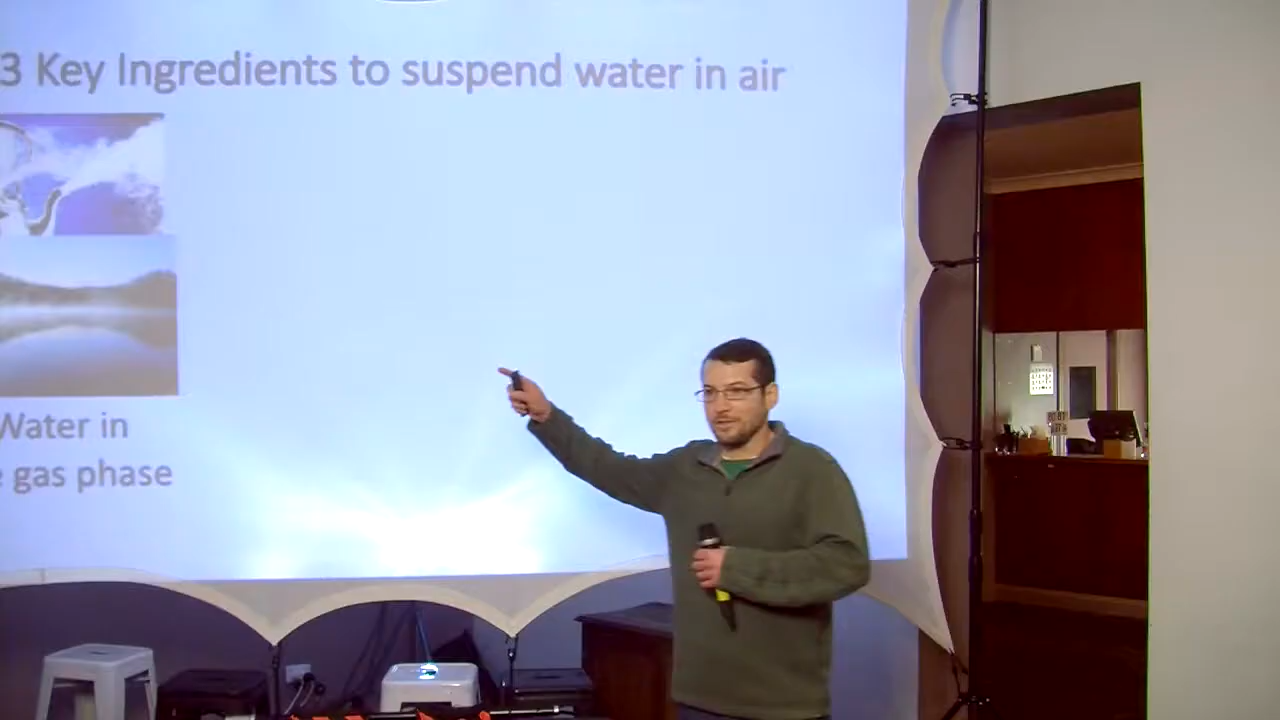 3 Key Ingredients to suspend water in air
Water in
gas phase